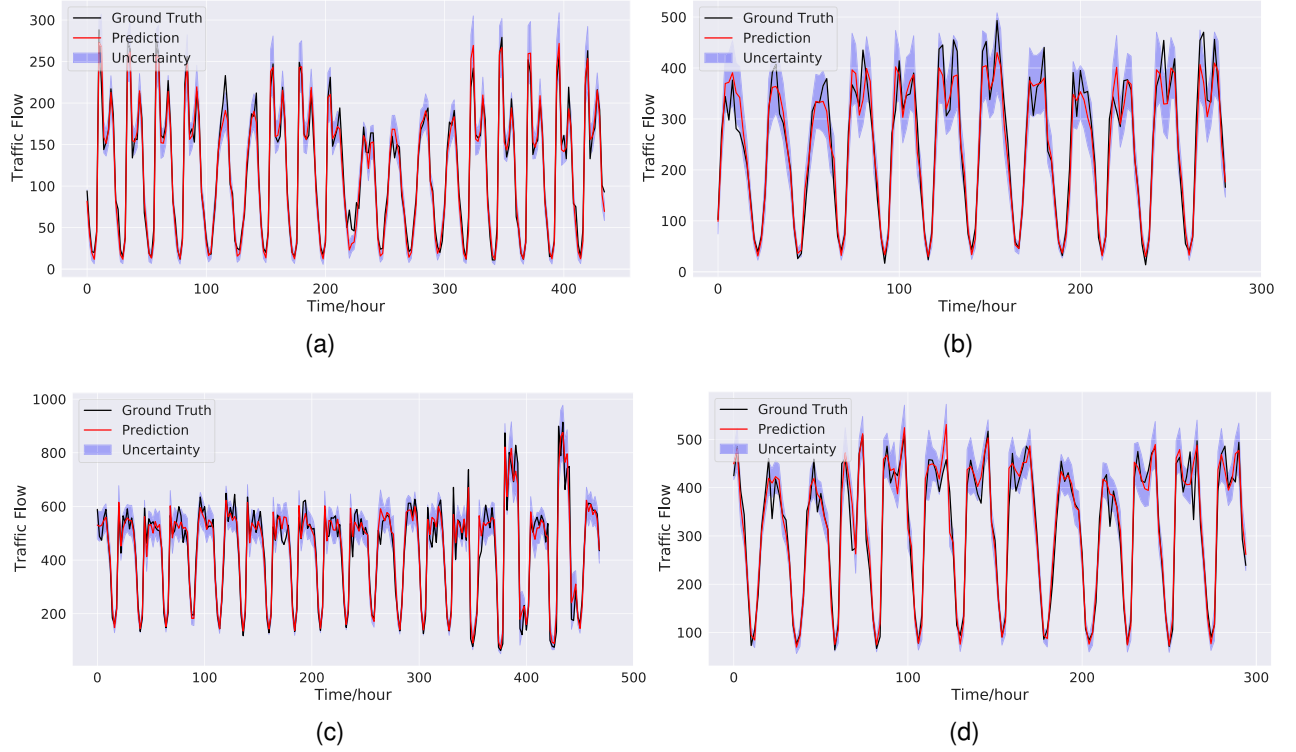 Ground Truth
Prediction
Uncertainty
Traffic Flow
300
250
200
150
100
50
0
0 100 200 300 400
Time/hour
(a)
Ground Truth
Prediction
Uncertainty
Traffic Flow
500
400
300
200
100
0
0 100 200 300
Time/hour
(b)
Ground Truth
Prediction
Uncertainty
Traffic Flow
1000
800
600
400
200
0 100 200 300 400 500
Time/hour
(c)
Ground Truth
Prediction
Uncertainty
Traffic Flow
500
400
300
200
100
0 100 200 300
Time/hour
(d)